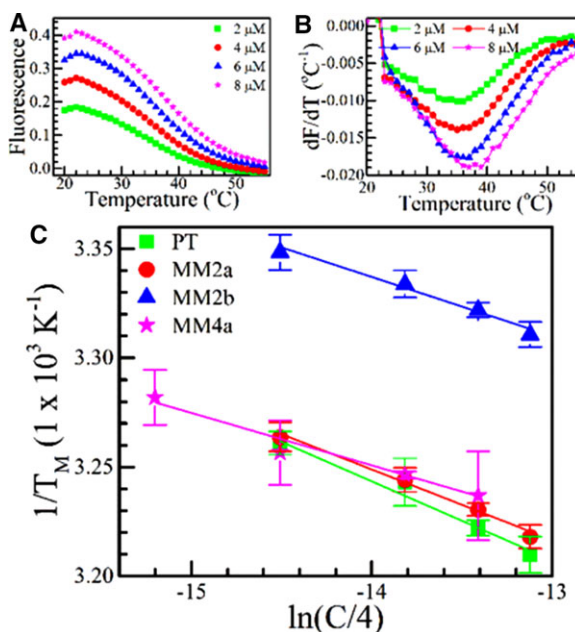 A
2 μM
4 μM
6 μM
8 μM
Fluorescence
0.4
0.3
0.2
0.1
0.0
20 30 40 50
Temperature (°C)
B
2 μM 4 μM
6 μM 8 μM
dF/dT (°C⁻¹)
0.000
-0.005
-0.010
-0.015
-0.020
20 30 40 50
Temperature (°C)
C
PT
MM2a
MM2b
MM4a
1/T_M (1 x 10³ K⁻¹)
3.35
3.30
3.25
3.20
-15 -14 -13
ln(C/4)